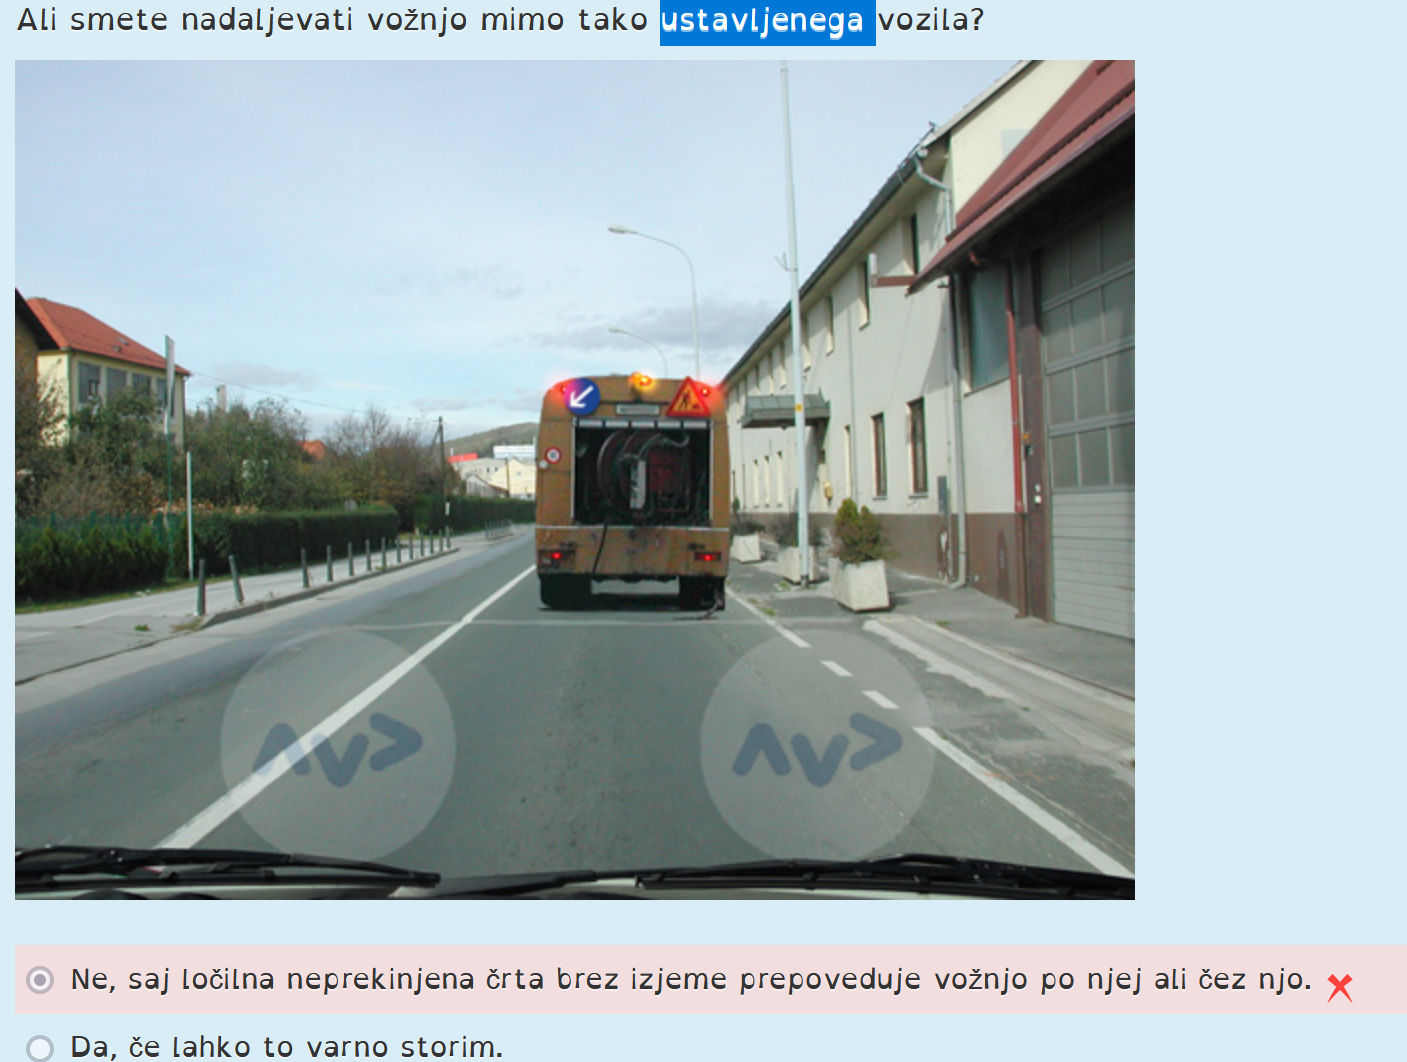 Ali smete nadaljevati vožnjo mimo tako ustavljenega vozila?
Ne, saj ločilna neprekinjena črta brez izjeme prepoveduje vožnjo po njej ali čez njo.
Da, če lahko to varno storim.